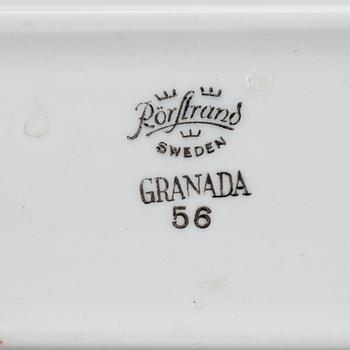 Rörstrand
SWEDEN
GRANADA
56